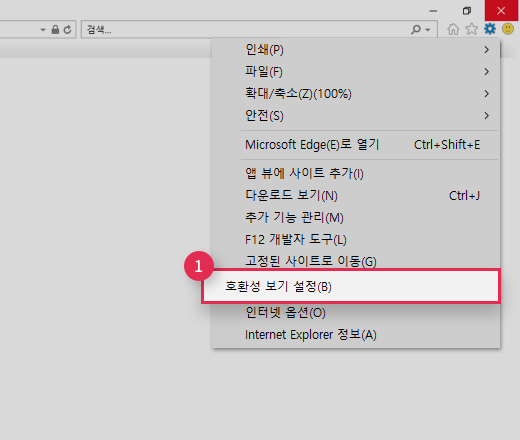 검색...
인쇄(P)
파일(F)
확대/축소(Z)(100%)
안전(S)
Microsoft Edge(E)로 열기 Ctrl+Shift+E
앱 뷰에 사이트 추가(I)
다운로드 보기(N) Ctrl+J
추가 기능 관리(M)
F12 개발자 도구(L)
고정된 사이트로 이동(G)
1
호환성 보기 설정(B)
인터넷 옵션(O)
Internet Explorer 정보(A)